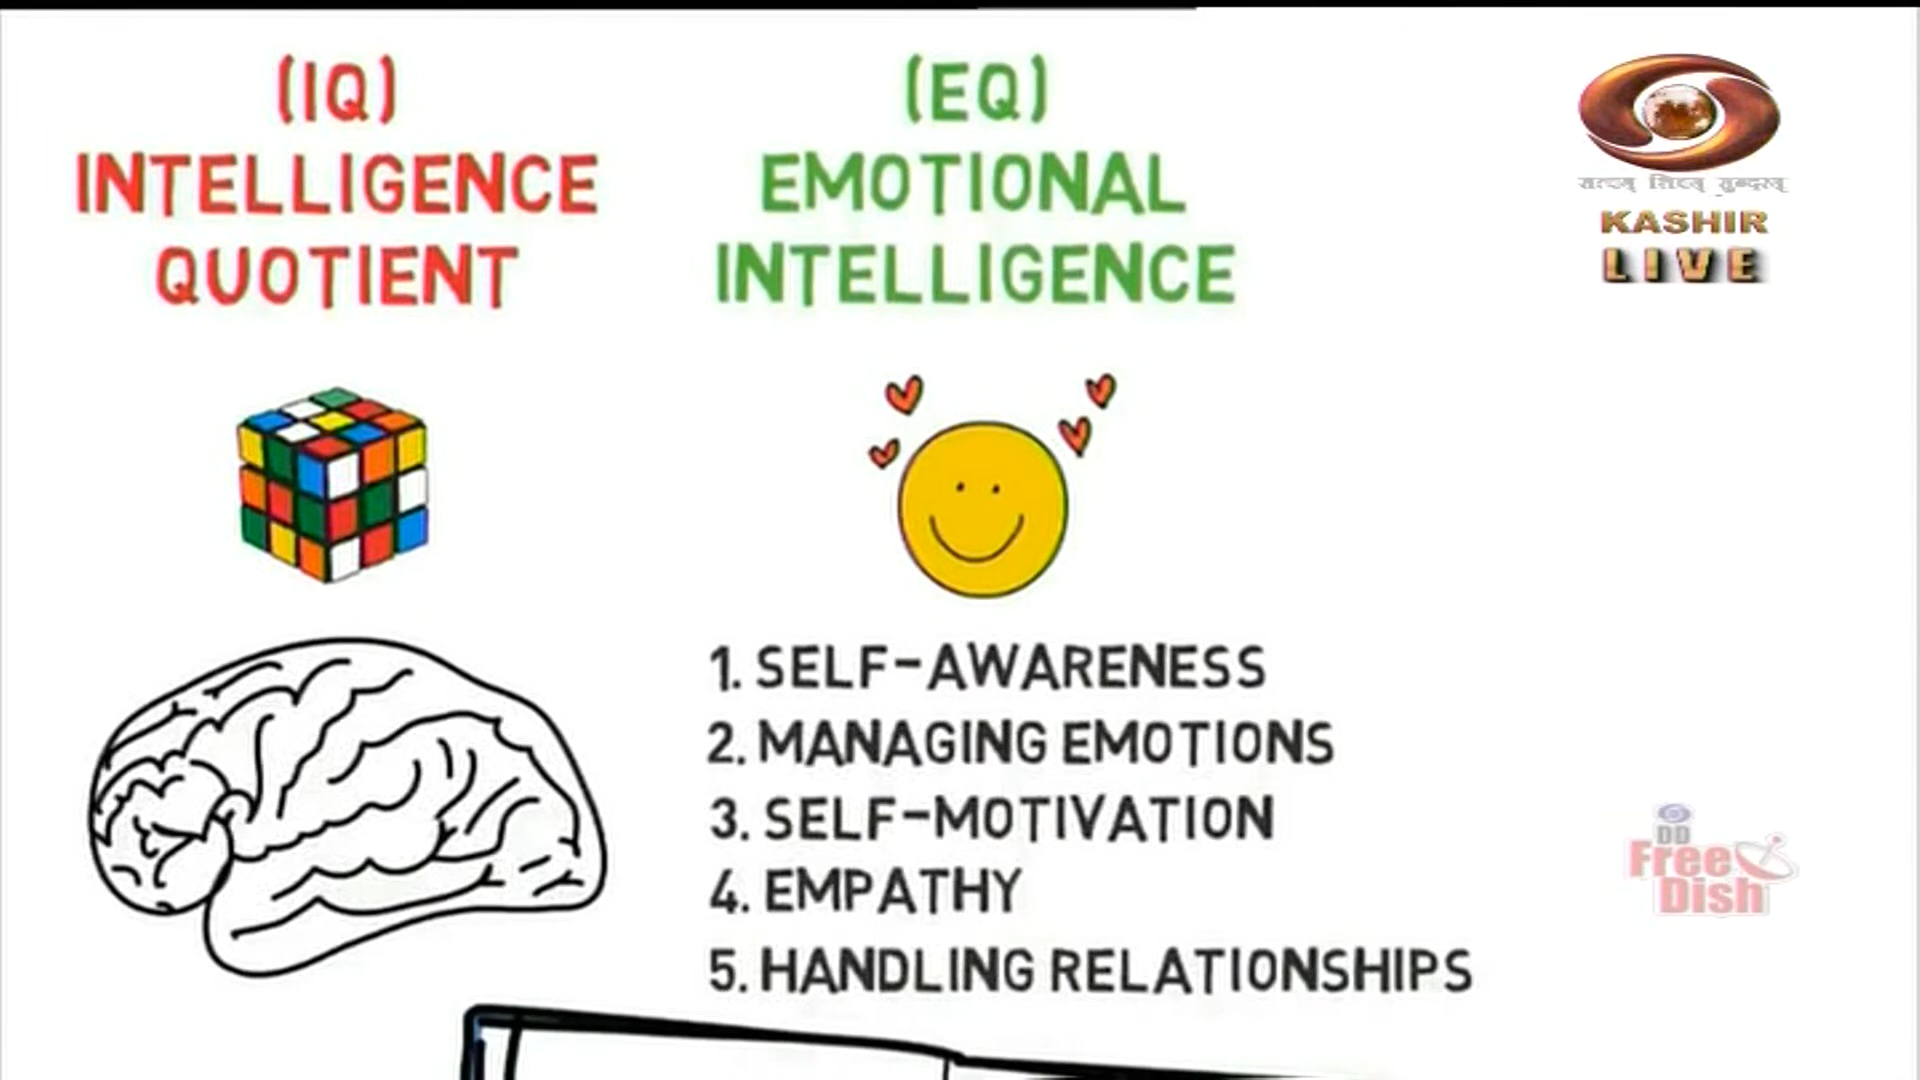 (IQ)
INTELLIGENCE
QUOTIENT
(EQ)
EMOTIONAL
INTELLIGENCE
1. SELF-AWARENESS
2. MANAGING EMOTIONS
3. SELF-MOTIVATION
4. EMPATHY
5. HANDLING RELATIONSHIPS
KASHIR
LIVE
DD
Free
Dish